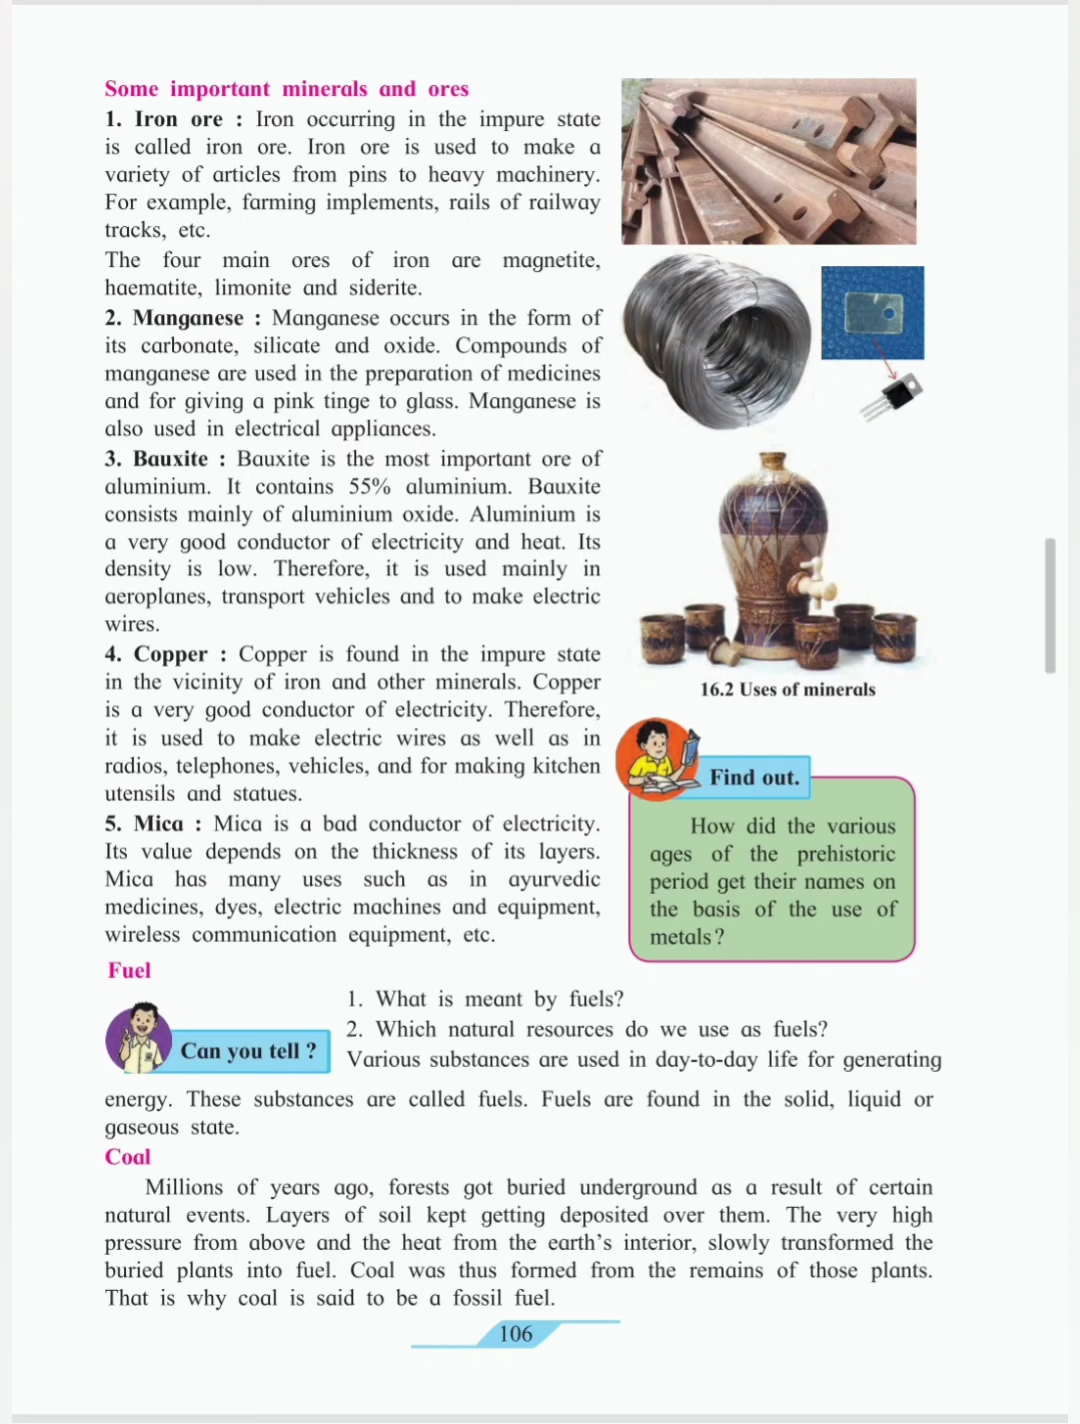 Some important minerals and ores
1. Iron ore : Iron occurring in the impure state
is called iron ore. Iron ore is used to make a
variety of articles from pins to heavy machinery.
For example, farming implements, rails of railway
tracks, etc.
The four main ores of iron are magnetite,
haematite, limonite and siderite.
2. Manganese : Manganese occurs in the form of
its carbonate, silicate and oxide. Compounds of
manganese are used in the preparation of medicines
and for giving a pink tinge to glass. Manganese is
also used in electrical appliances.
3. Bauxite : Bauxite is the most important ore of
aluminium. It contains 55% aluminium. Bauxite
consists mainly of aluminium oxide. Aluminium is
a very good conductor of electricity and heat. Its
density is low. Therefore, it is used mainly in
aeroplanes, transport vehicles and to make electric
wires.
4. Copper : Copper is found in the impure state
in the vicinity of iron and other minerals. Copper
is a very good conductor of electricity. Therefore,
it is used to make electric wires as well as in
radios, telephones, vehicles, and for making kitchen
utensils and statues.
5. Mica : Mica is a bad conductor of electricity.
Its value depends on the thickness of its layers.
Mica has many uses such as in ayurvedic
medicines, dyes, electric machines and equipment,
wireless communication equipment, etc.
16.2 Uses of minerals
Find out.
How did the various
ages of the prehistoric
period get their names on
the basis of the use of
metals?
Fuel
Can you tell ?
1. What is meant by fuels?
2. Which natural resources do we use as fuels?
Various substances are used in day-to-day life for generating
energy. These substances are called fuels. Fuels are found in the solid, liquid or
gaseous state.
Coal
Millions of years ago, forests got buried underground as a result of certain
natural events. Layers of soil kept getting deposited over them. The very high
pressure from above and the heat from the earth's interior, slowly transformed the
buried plants into fuel. Coal was thus formed from the remains of those plants.
That is why coal is said to be a fossil fuel.
106